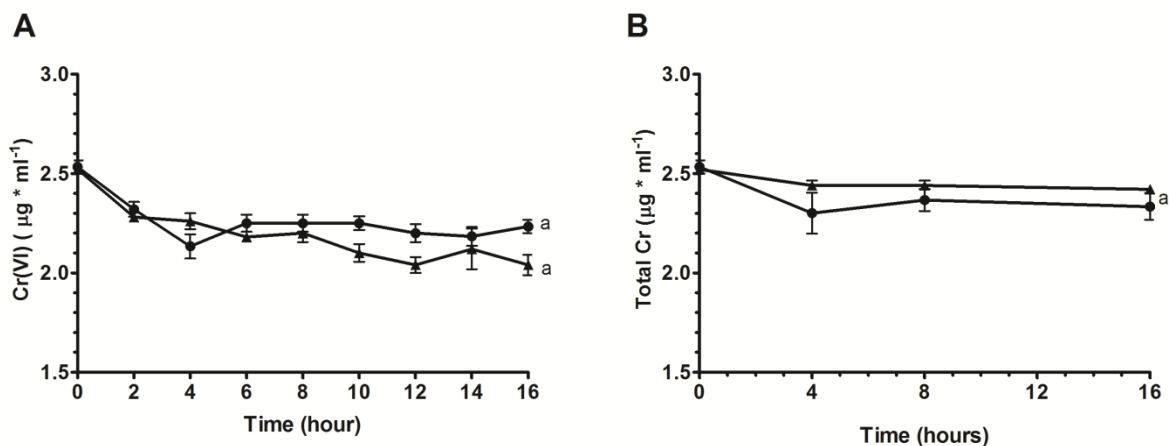 A
Cr(VI) ( µg * ml⁻¹)
3.0
2.5
2.0
1.5
a
a
0 2 4 6 8 10 12 14 16
Time (hour)
B
Total Cr (µg * ml⁻¹)
3.0
2.5
2.0
1.5
a
0 4 8 12 16
Time (hours)